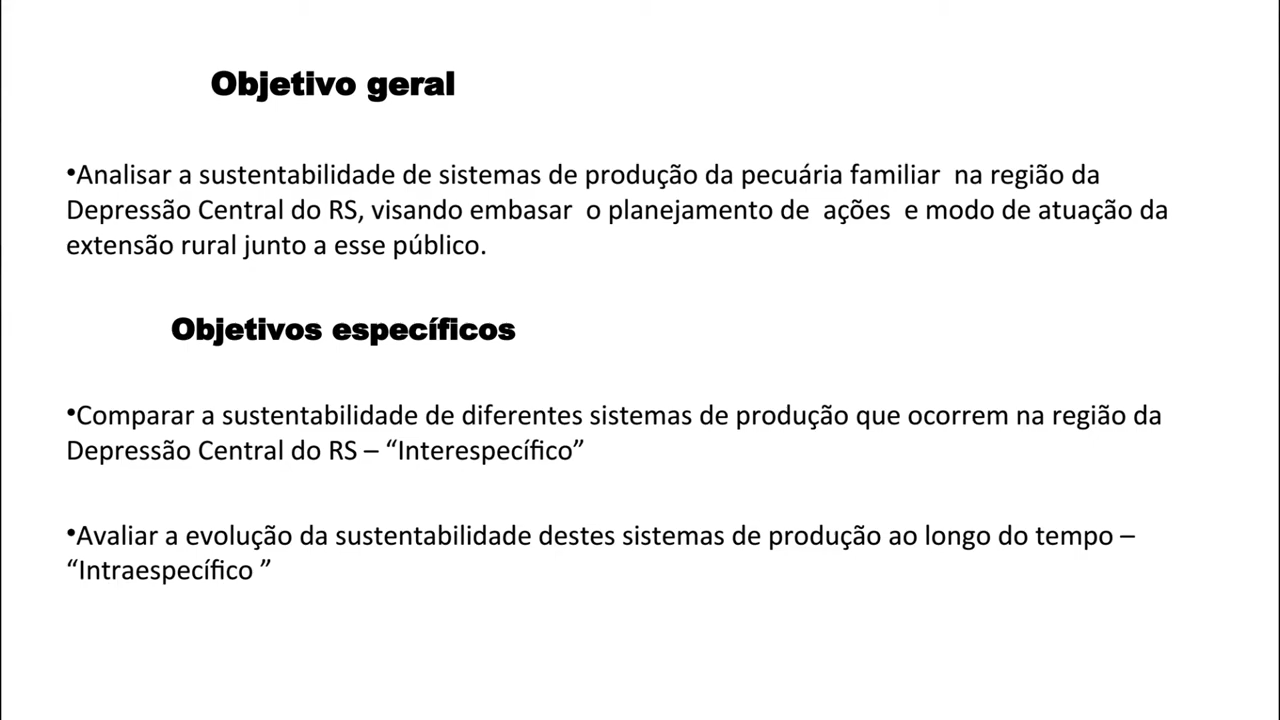 Objetivo geral
•Analisar a sustentabilidade de sistemas de produção da pecuária familiar  na região da
Depressão Central do RS, visando embasar  o planejamento de  ações  e modo de atuação da
extensão rural junto a esse público.
Objetivos específicos
•Comparar a sustentabilidade de diferentes sistemas de produção que ocorrem na região da
Depressão Central do RS – “Interespecífico”
•Avaliar a evolução da sustentabilidade destes sistemas de produção ao longo do tempo –
“Intraespecífico ”